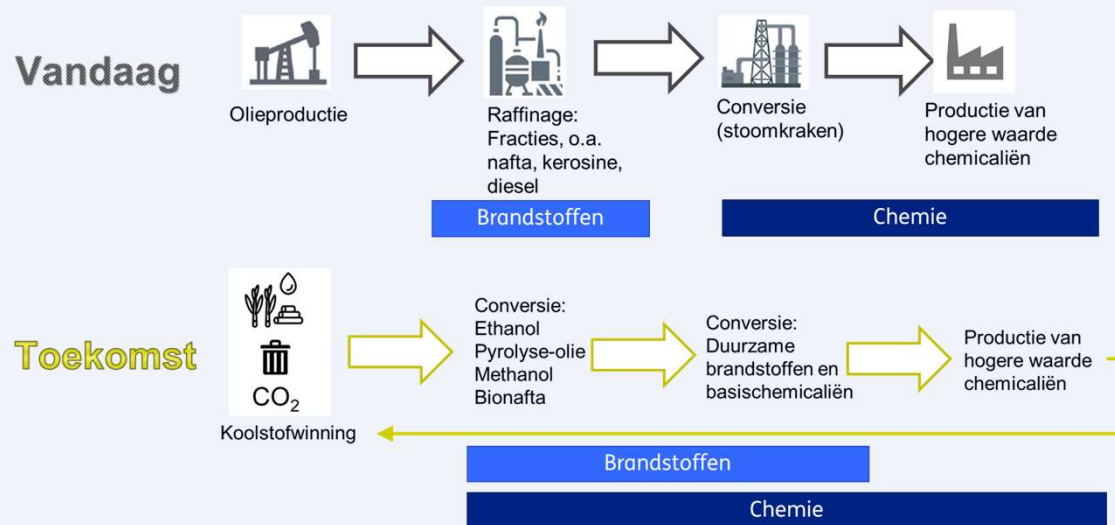 Vandaag
Olieproductie
Raffinage:
Fracties, o.a.
nafta, kerosine,
diesel
Conversie
(stoomkraken)
Productie van
hogere waarde
chemicaliën
Brandstoffen
Chemie
Toekomst
CO₂
Koolstofwinning
Conversie:
Ethanol
Pyrolyse-olie
Methanol
Bionafta
Conversie:
Duurzame
brandstoffen en
basischemicaliën
Productie van
hogere waarde
chemicaliën
Brandstoffen
Chemie